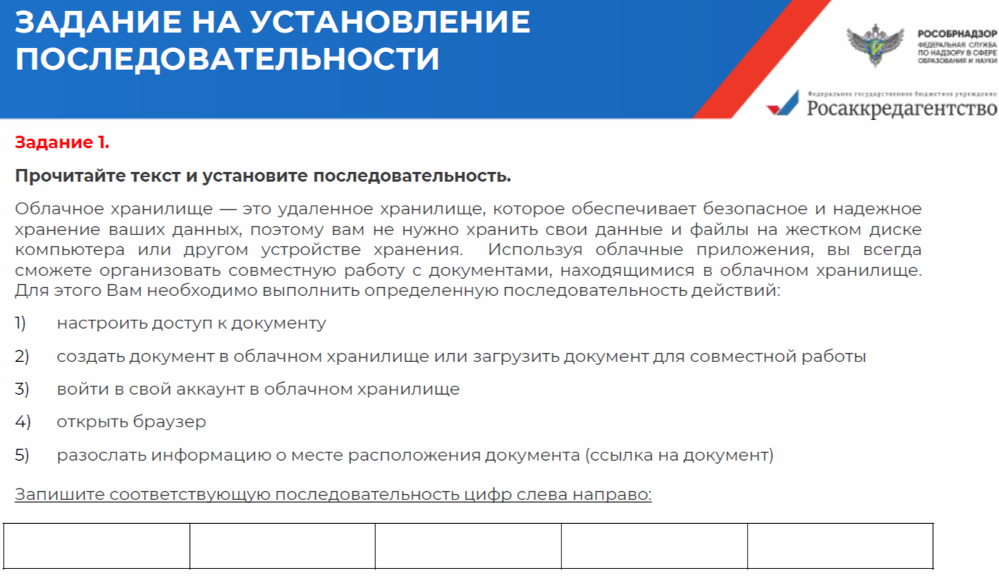 ЗАДАНИЕ НА УСТАНОВЛЕНИЕ
ПОСЛЕДОВАТЕЛЬНОСТИ
РОСОБРНАДЗОР
ФЕДЕРАЛЬНАЯ СЛУЖБА
ПО НАДЗОРУ В СФЕРЕ
ОБРАЗОВАНИЯ И НАУКИ
Федеральное государственное бюджетное учреждение
Росаккредагентство
Задание 1.
Прочитайте текст и установите последовательность.
Облачное хранилище — это удаленное хранилище, которое обеспечивает безопасное и надежное
хранение ваших данных, поэтому вам не нужно хранить свои данные и файлы на жестком диске
компьютера или другом устройстве хранения. Используя облачные приложения, вы всегда
сможете организовать совместную работу с документами, находящимися в облачном хранилище.
Для этого Вам необходимо выполнить определенную последовательность действий:
1) настроить доступ к документу
2) создать документ в облачном хранилище или загрузить документ для совместной работы
3) войти в свой аккаунт в облачном хранилище
4) открыть браузер
5) разослать информацию о месте расположения документа (ссылка на документ)
Запишите соответствующую последовательность цифр слева направо: